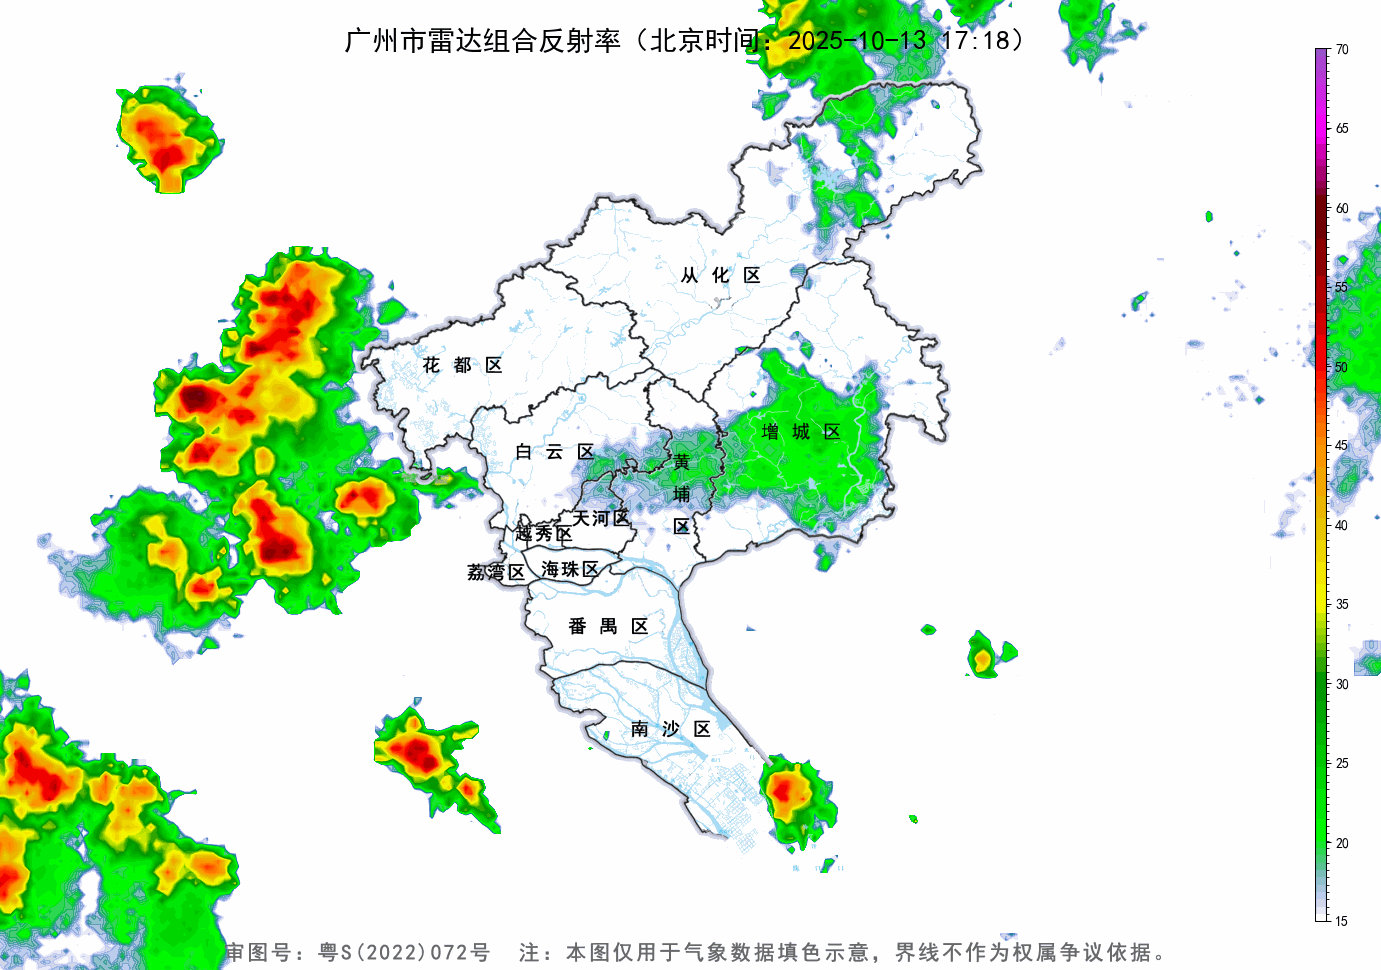 广州市雷达组合反射率（北京时间：2025-10-13 17:18）
70
65
60
55
50
45
40
35
30
25
20
15
从化区
花都区
增城区
白云区
黄埔区
天河区
越秀区
荔湾区
海珠区
番禺区
南沙区
审图号：粤S(2022)072号 注：本图仅用于气象数据填色示意，界线不作为权属争议依据。